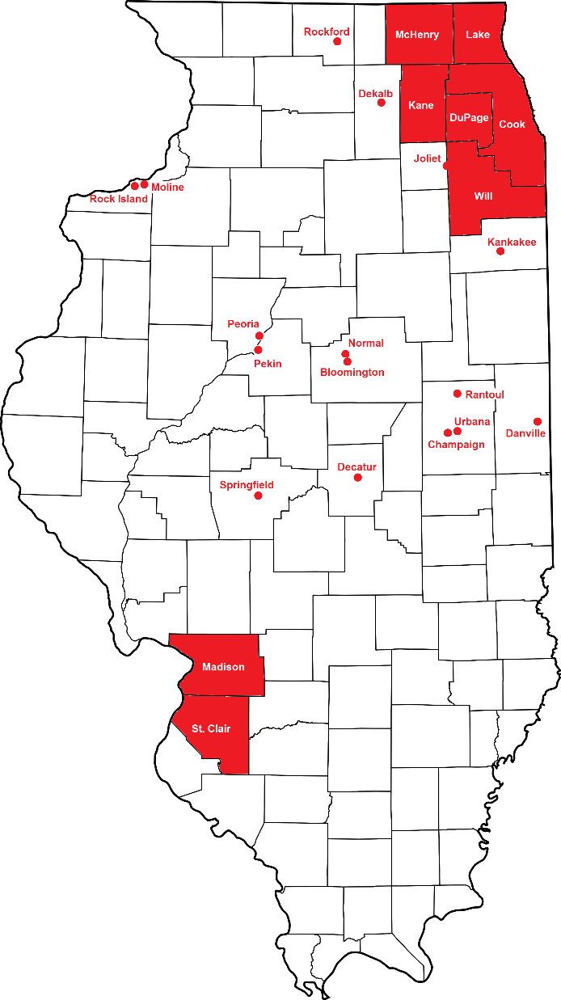 Rockford
McHenry
Lake
Dekalb
Kane
DuPage
Cook
Joliet
Moline
Rock Island
Will
Kankakee
Peoria
Normal
Pekin
Bloomington
Rantoul
Urbana
Danville
Champaign
Decatur
Springfield
Madison
St. Clair